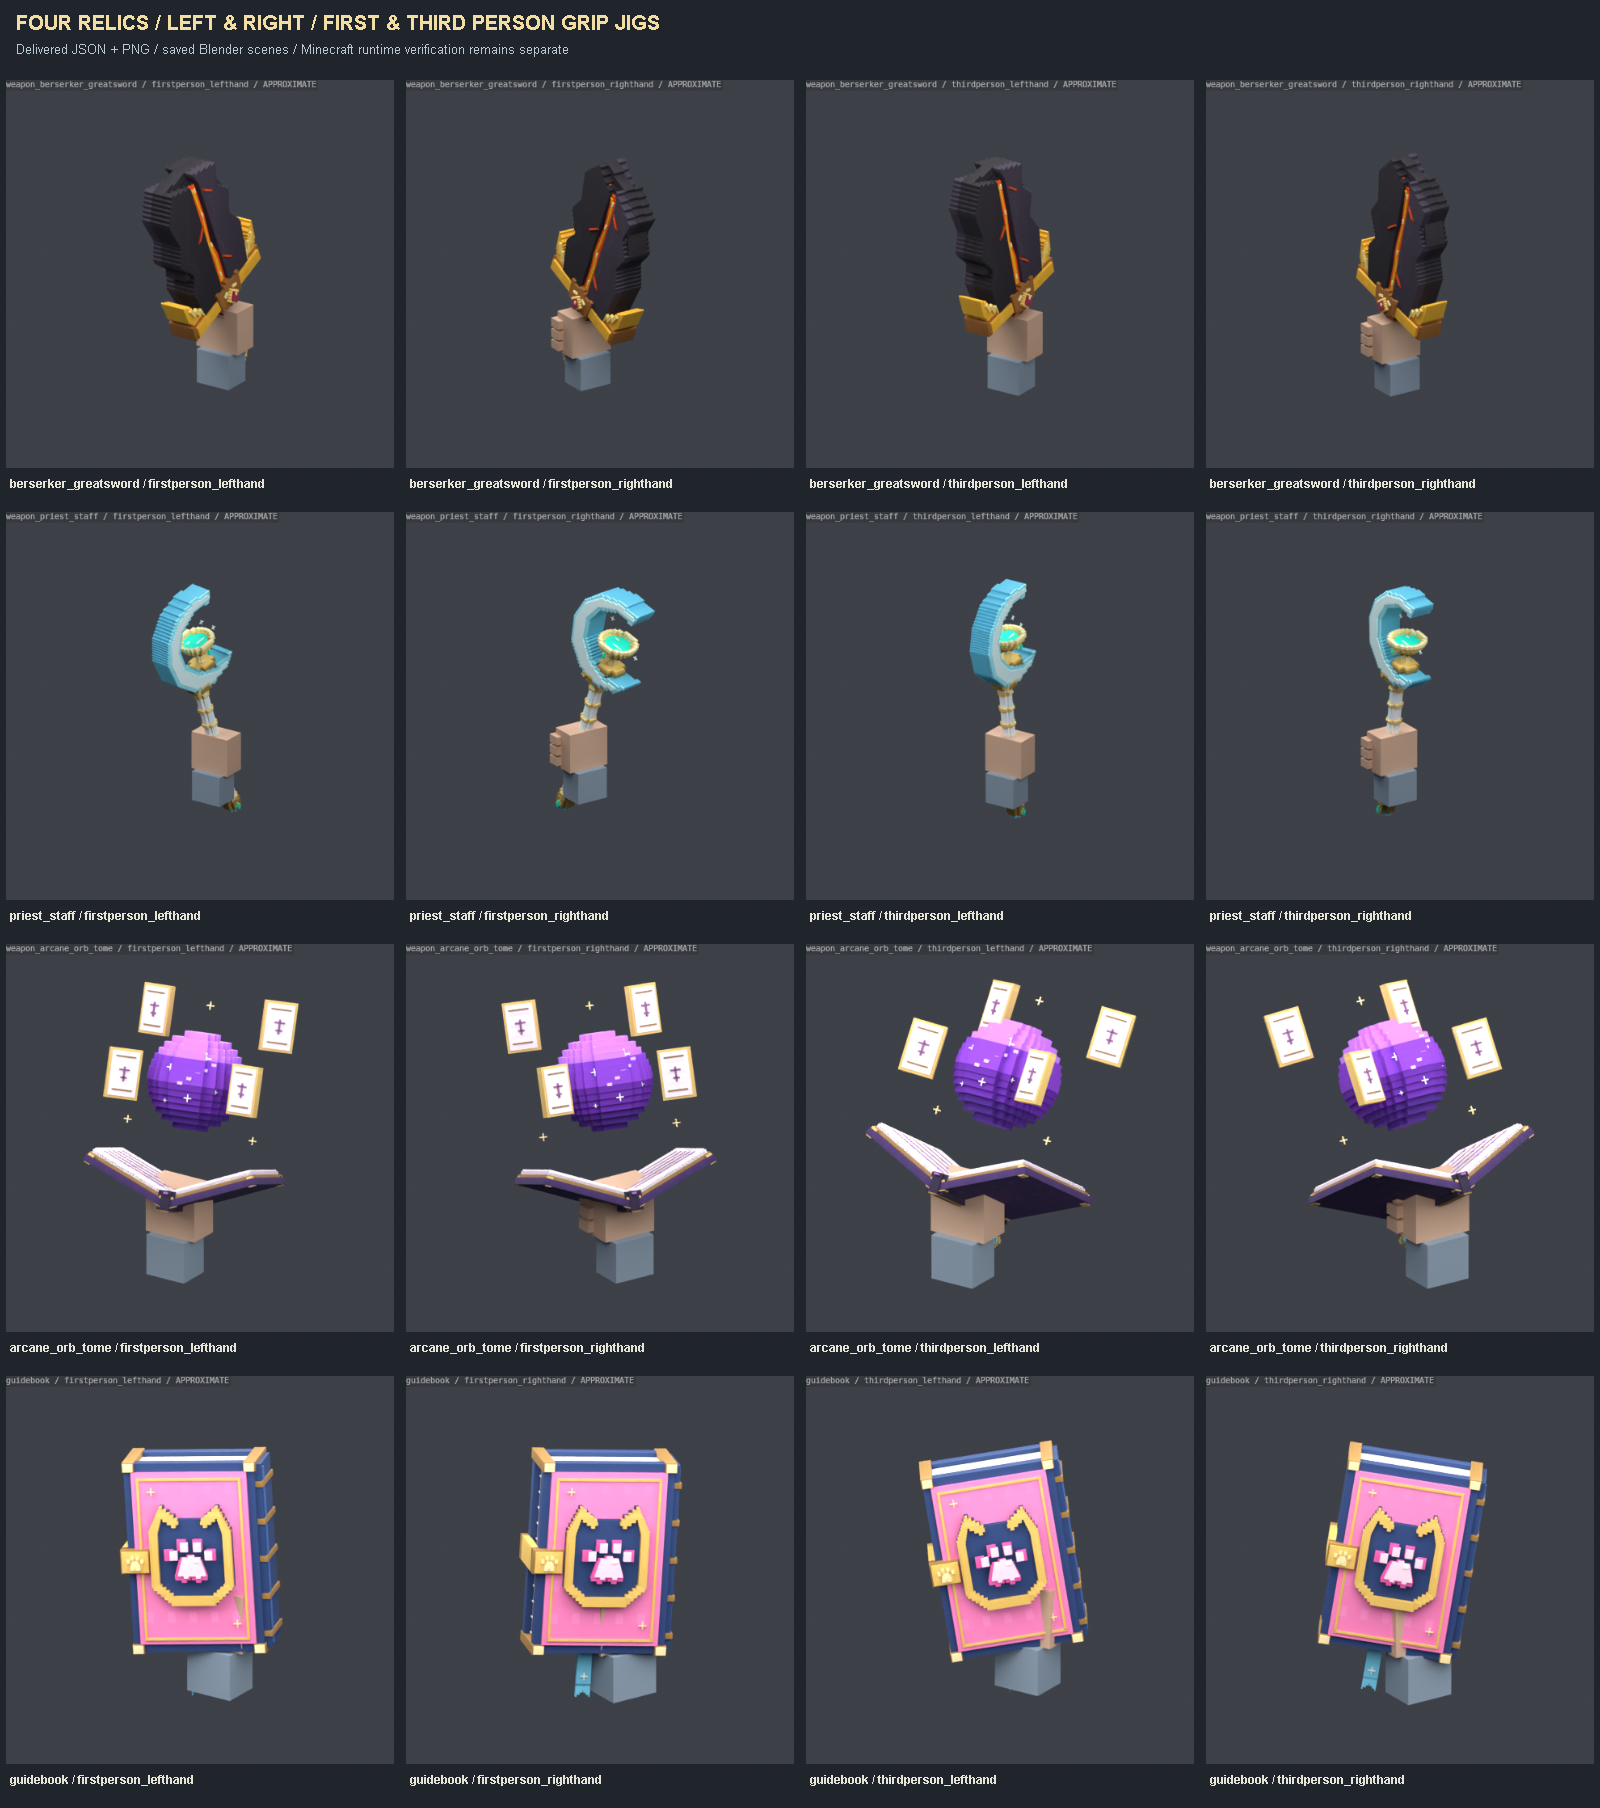 FOUR RELICS / LEFT & RIGHT / FIRST & THIRD PERSON GRIP JIGS
Delivered JSON + PNG / saved Blender scenes / Minecraft runtime verification remains separate
weapon_berserker_greatsword / firstperson_lefthand / APPROXIMATE
weapon_berserker_greatsword / firstperson_righthand / APPROXIMATE
weapon_berserker_greatsword / thirdperson_lefthand / APPROXIMATE
weapon_berserker_greatsword / thirdperson_righthand / APPROXIMATE
berserker_greatsword / firstperson_lefthand
berserker_greatsword / firstperson_righthand
berserker_greatsword / thirdperson_lefthand
berserker_greatsword / thirdperson_righthand
weapon_priest_staff / firstperson_lefthand / APPROXIMATE
weapon_priest_staff / firstperson_righthand / APPROXIMATE
weapon_priest_staff / thirdperson_lefthand / APPROXIMATE
weapon_priest_staff / thirdperson_righthand / APPROXIMATE
priest_staff / firstperson_lefthand
priest_staff / firstperson_righthand
priest_staff / thirdperson_lefthand
priest_staff / thirdperson_righthand
weapon_arcane_orb_tome / firstperson_lefthand / APPROXIMATE
weapon_arcane_orb_tome / firstperson_righthand / APPROXIMATE
weapon_arcane_orb_tome / thirdperson_lefthand / APPROXIMATE
weapon_arcane_orb_tome / thirdperson_righthand / APPROXIMATE
arcane_orb_tome / firstperson_lefthand
arcane_orb_tome / firstperson_righthand
arcane_orb_tome / thirdperson_lefthand
arcane_orb_tome / thirdperson_righthand
guidebook / firstperson_lefthand / APPROXIMATE
guidebook / firstperson_righthand / APPROXIMATE
guidebook / thirdperson_lefthand / APPROXIMATE
guidebook / thirdperson_righthand / APPROXIMATE
guidebook / firstperson_lefthand
guidebook / firstperson_righthand
guidebook / thirdperson_lefthand
guidebook / thirdperson_righthand